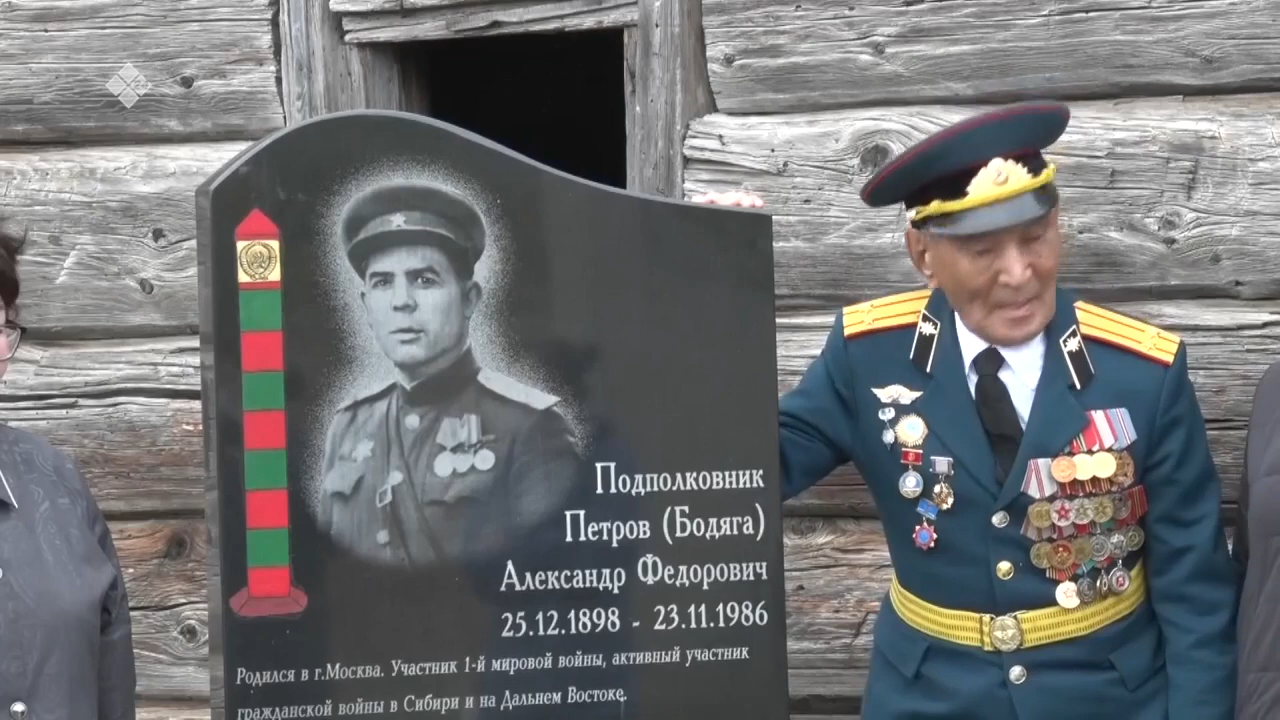 Подполковник
Петров (Бодяга)
Александр Федорович
25.12.1898 - 23.11.1986
Родился в г.Москва. Участник 1-й мировой войны, активный участник
гражданской войны в Сибири и на Дальнем Востоке.